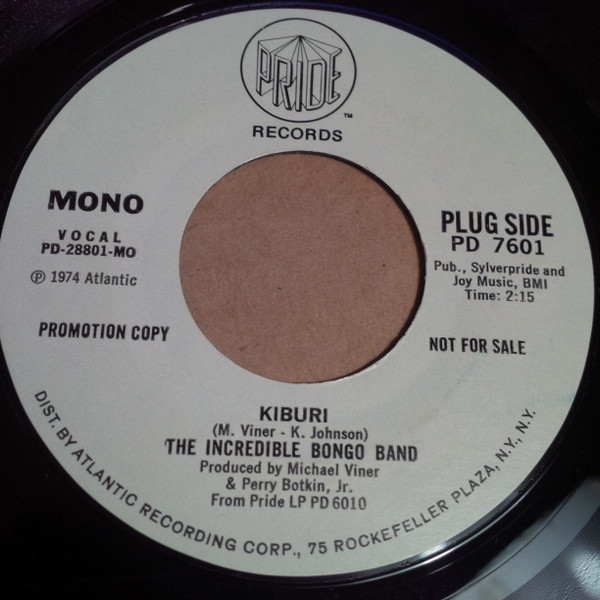 PRIDE
TM
RECORDS
MONO
VOCAL
PD-28801-MO
℗ 1974 Atlantic
PROMOTION COPY
PLUG SIDE
PD 7601
Pub., Sylverpride and
Joy Music, BMI
Time: 2:15
NOT FOR SALE
KIBURI
(M. Viner - K. Johnson)
THE INCREDIBLE BONGO BAND
Produced by Michael Viner
& Perry Botkin, Jr.
From Pride LP PD 6010
DIST. BY ATLANTIC RECORDING CORP., 75 ROCKEFELLER PLAZA, N.Y., N.Y.